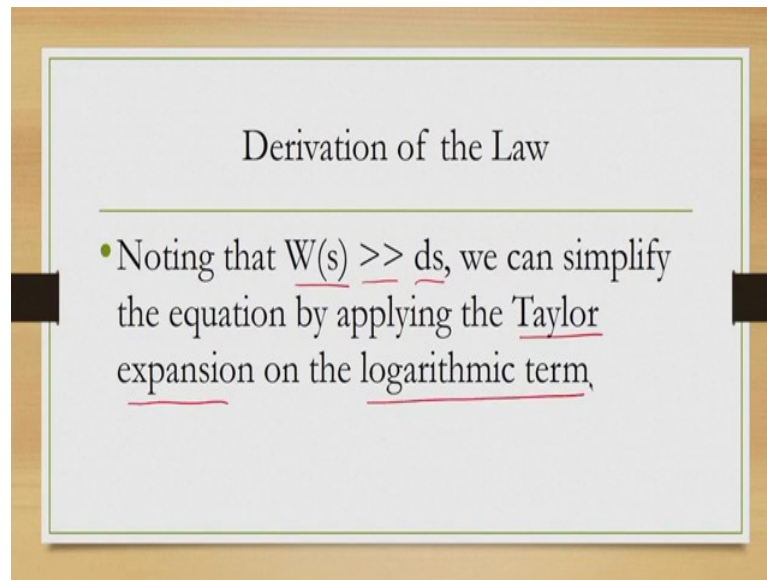 Derivation of the Law
• Noting that W(s) >> ds, we can simplify
the equation by applying the Taylor
expansion on the logarithmic term.